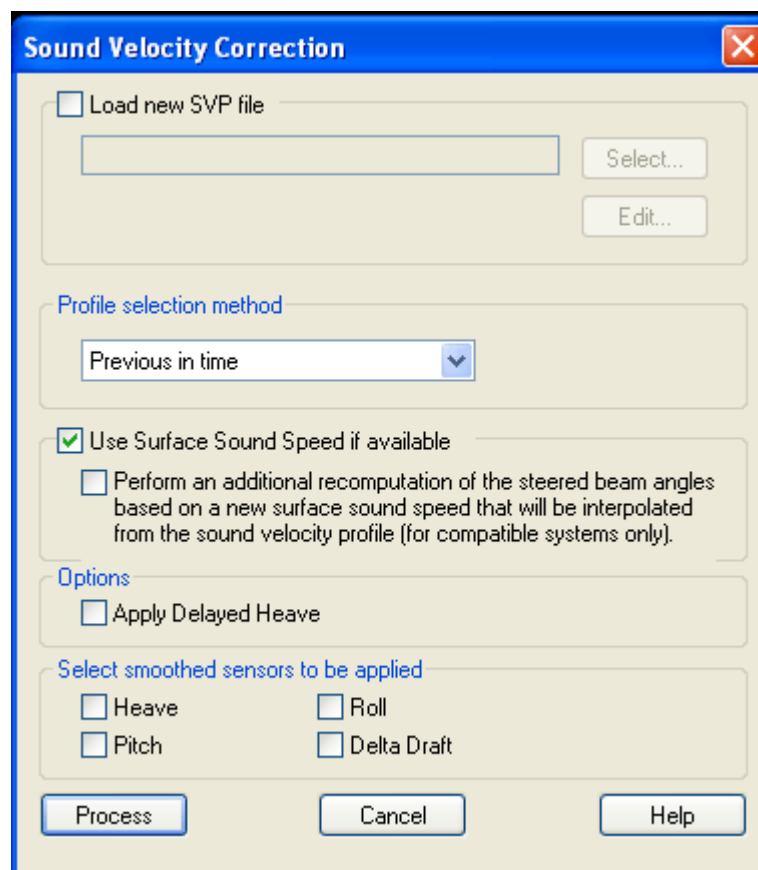 Sound Velocity Correction
Load new SVP file
Select...
Edit...
Profile selection method
Previous in time
Use Surface Sound Speed if available
Perform an additional recomputation of the steered beam angles
based on a new surface sound speed that will be interpolated
from the sound velocity profile (for compatible systems only).
Options
Apply Delayed Heave
Select smoothed sensors to be applied
Heave Roll
Pitch Delta Draft
Process Cancel Help